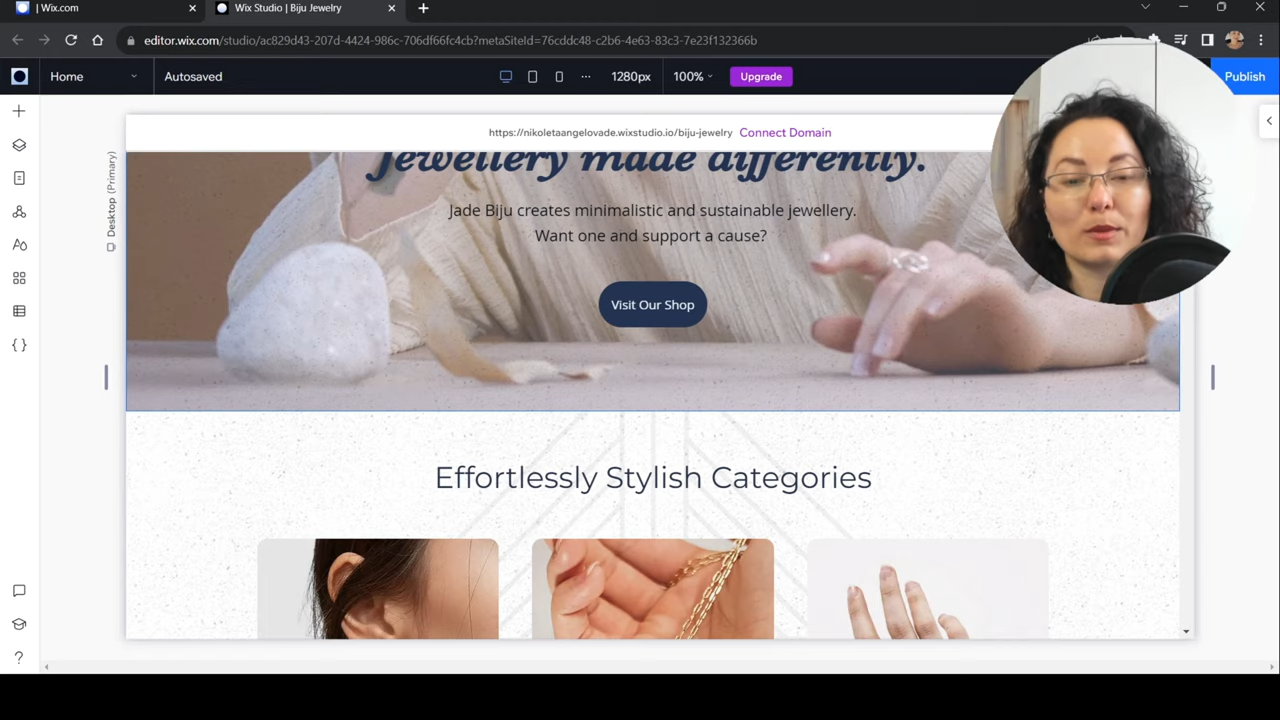 | Wix.com
Wix Studio | Biju Jewelry
editor.wix.com/studio/ac829d43-207d-4424-986c-706df66fc4cb?metaSiteId=76cddc48-c2b6-4e63-83c3-7e23f132366b
Home
Autosaved
1280px
100%
Upgrade
Publish
https://nikoletaangelovade.wixstudio.io/biju-jewelry Connect Domain
Desktop (Primary)
Jewellery made differently.
Jade Biju creates minimalistic and sustainable jewellery.
Want one and support a cause?
Visit Our Shop
Effortlessly Stylish Categories